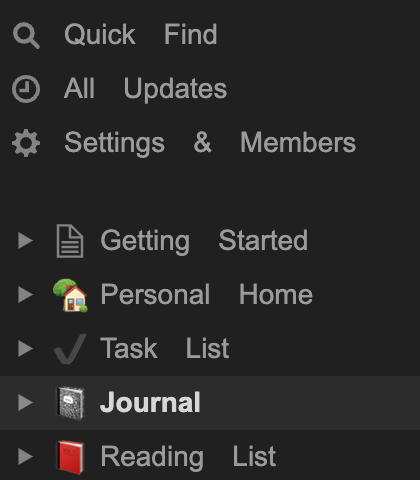 Quick Find
All Updates
Settings & Members
Getting Started
Personal Home
Task List
Journal
Reading List